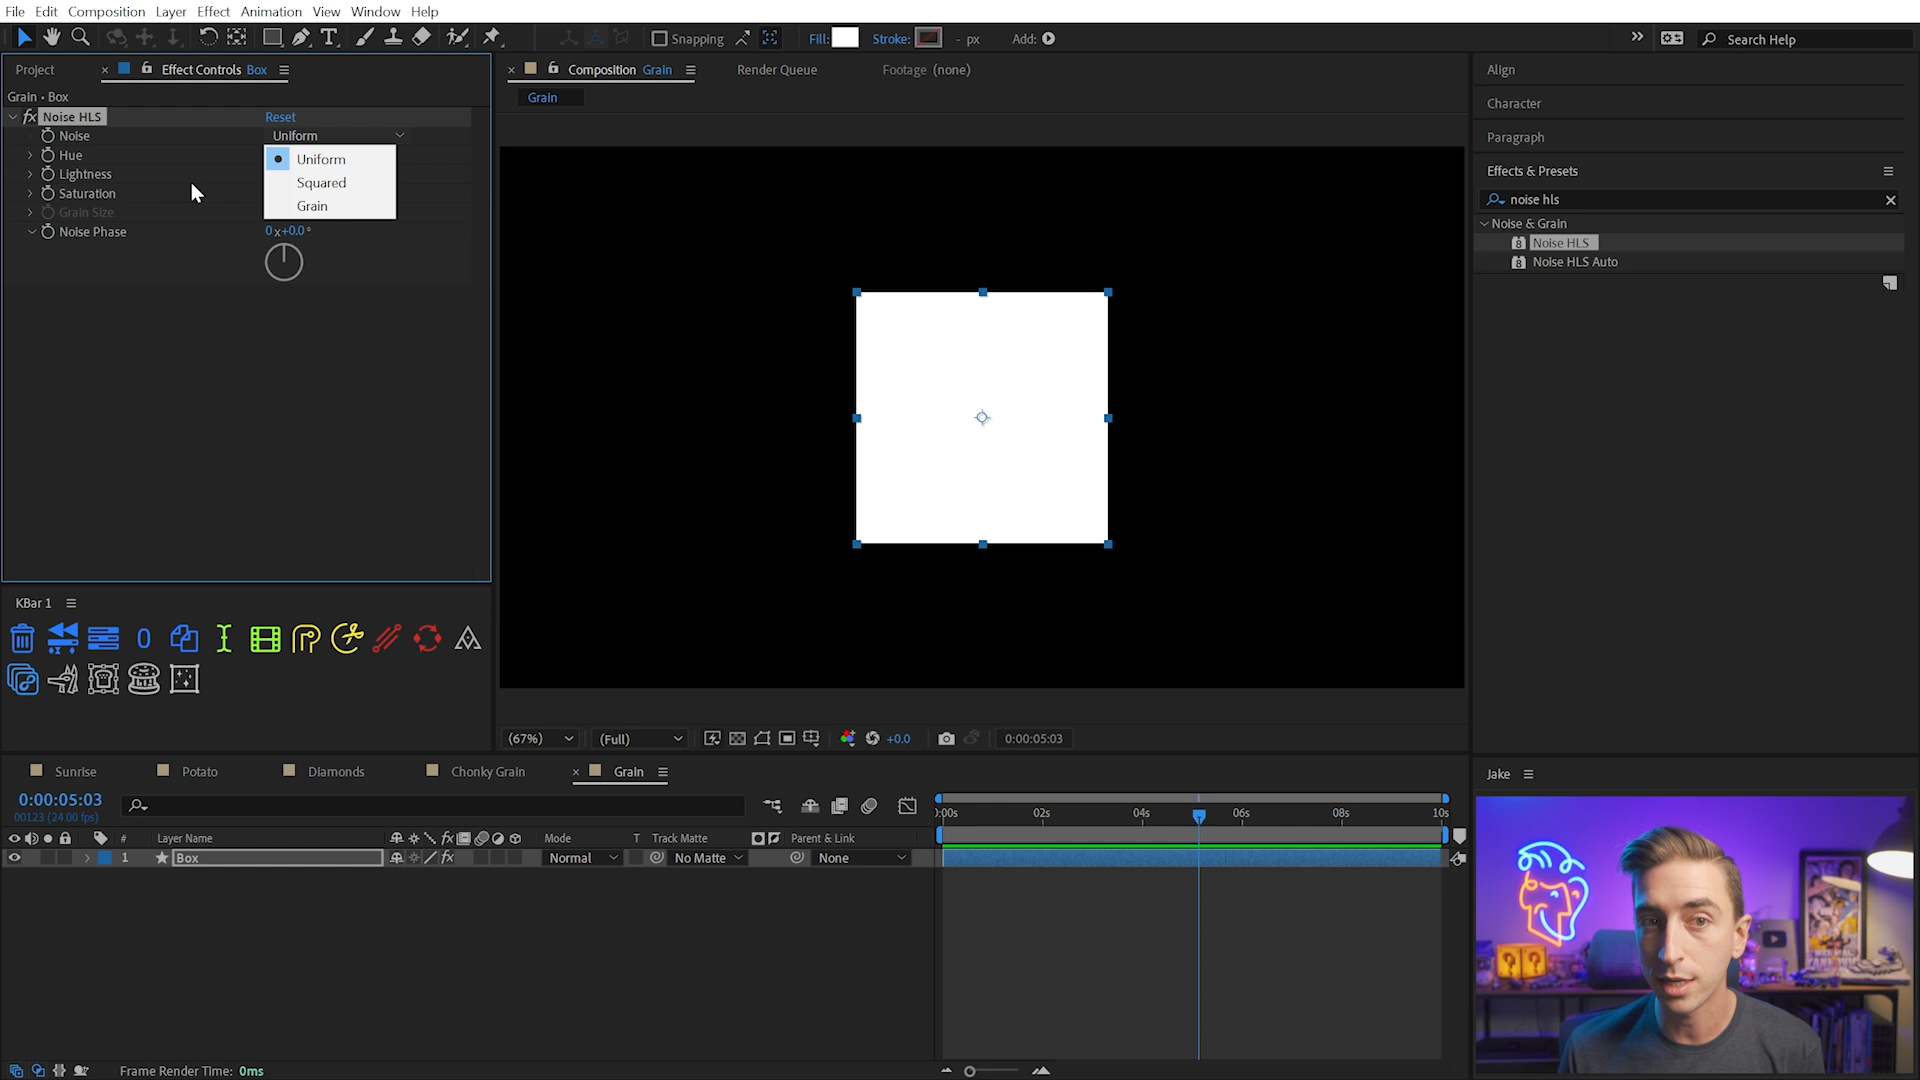 File Edit Composition Layer Effect Animation View Window Help
Snapping Fill: Stroke: - px Add: Search Help
Project × Effect Controls Box
Grain • Box
fx Noise HLS Reset
Noise Uniform
Hue
Lightness
Saturation
Grain Size
Noise Phase 0x+0.0°
Uniform
Squared
Grain
× Composition Grain Render Queue Footage (none)
Grain
Align
Character
Paragraph
Effects & Presets
noise hls
Noise & Grain
Noise HLS
Noise HLS Auto
KBar 1
0
(67%) (Full) +0.0 0:00:05:03
Sunrise Potato Diamonds Chonky Grain × Grain
0:00:05:03
00123 (24.00 fps)
# Layer Name fx Mode T Track Matte Parent & Link
1 Box fx Normal No Matte None
):00s 02s 04s 06s 08s 10s
Jake
Frame Render Time: 0ms